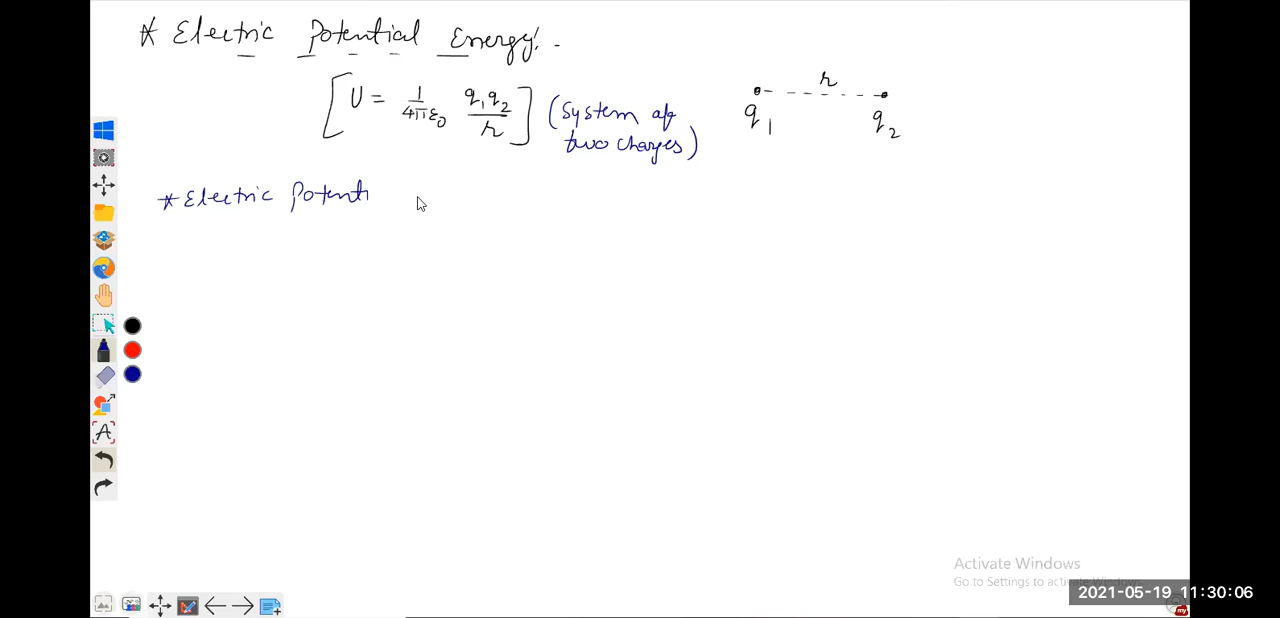 * Electric Potential Energy! -
[ U = 1/4πε0 q1q2/r ] (System of two charges)
r
q1 q2
* Electric Potenti
Activate Windows
Go to Settings to activate Windows.
2021-05-19 11:30:06